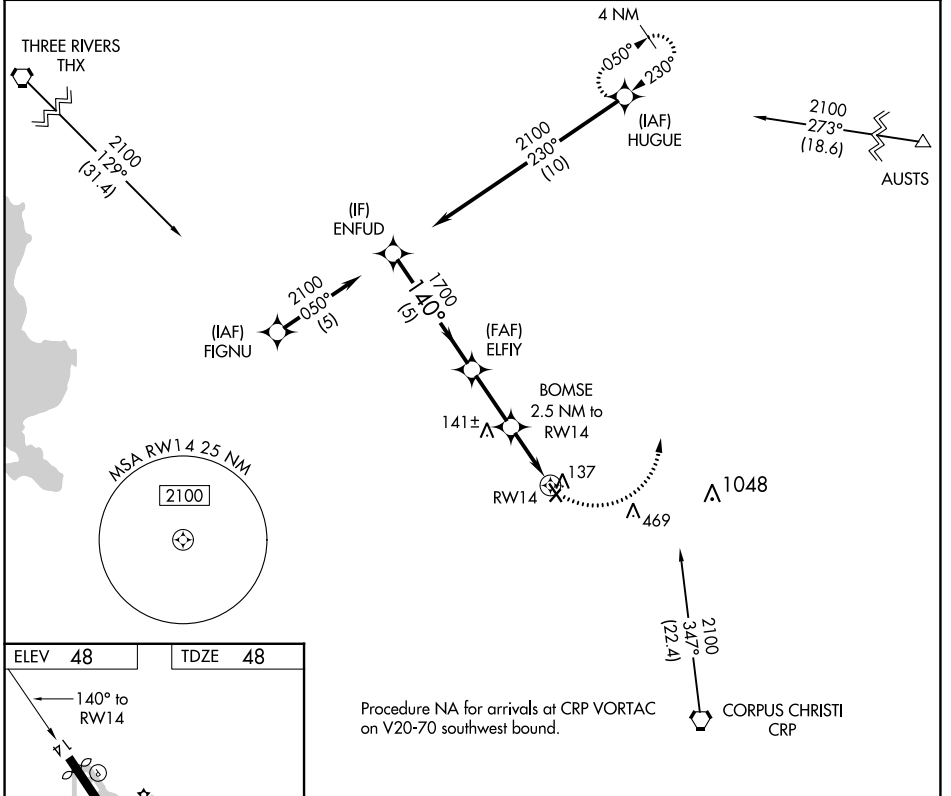 4 NM
THREE RIVERS
THX
050°
230°
(IAF)
HUGUE
2100
273°
(18.6)
AUSTS
2100
129°
(31.4)
2100
230°
(10)
(IF)
ENFUD
2100
050°
(5)
(IAF)
FIGNU
1700
140°
(5)
(FAF)
ELFIY
BOMSE
2.5 NM to
RW14
141±
137
RW14
1048
469
MSA RW14 25 NM
2100
2100
347°
(22.4)
ELEV 48
TDZE 48
140° to
RW14
14
P
Procedure NA for arrivals at CRP VORTAC
on V20-70 southwest bound.
CORPUS CHRISTI
CRP